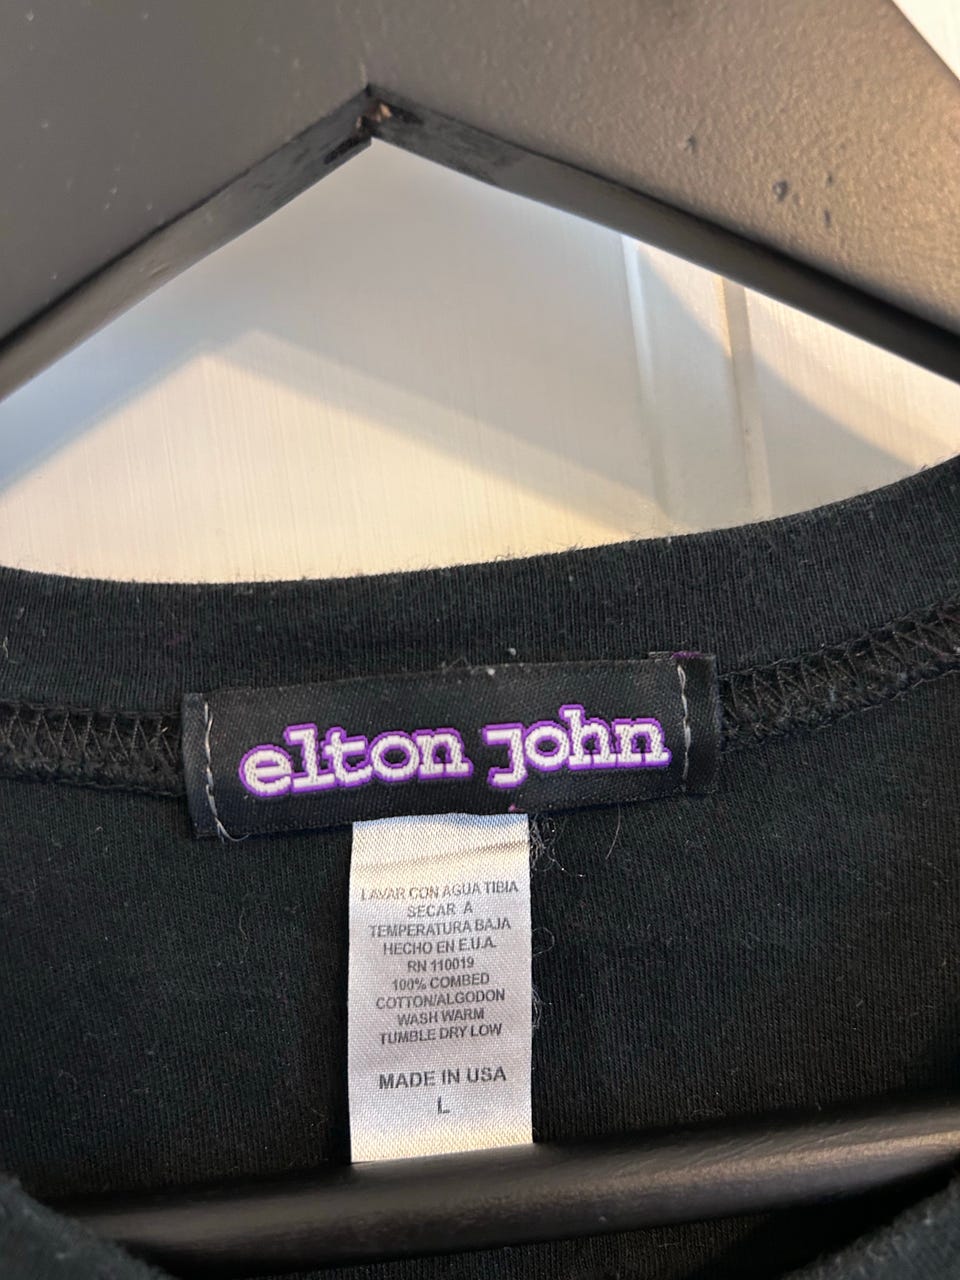 elton john
LAVAR CON AGUA TIBIA
SECAR A
TEMPERATURA BAJA
HECHO EN E.U.A.
RN 110019
100% COMBED
COTTON/ALGODON
WASH WARM
TUMBLE DRY LOW
MADE IN USA
L